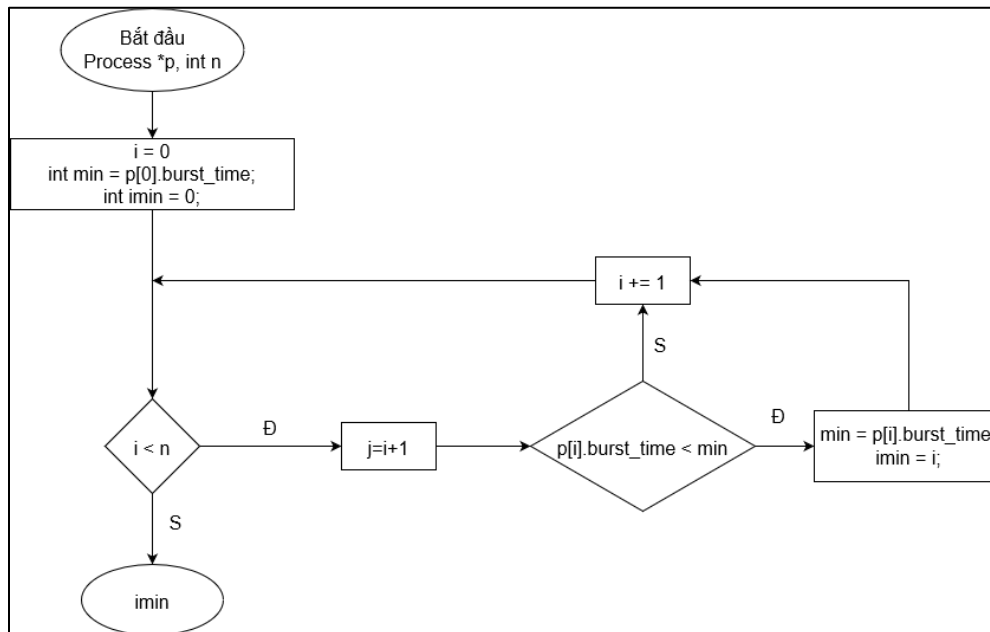 Bắt đầu
Process *p, int n
i = 0
int min = p[0].burst_time;
int imin = 0;
i += 1
S
i < n
Đ
j=i+1
p[i].burst_time < min
Đ
min = p[i].burst_time
imin = i;
S
imin